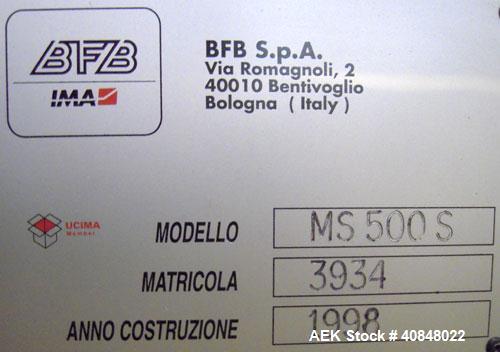 BFB
IMA
BFB S.p.A.
Via Romagnoli, 2
40010 Bentivoglio
Bologna ( Italy )
UCIMA
Member
MODELLO MS 500 S
MATRICOLA 3934
ANNO COSTRUZIONE 1998
AEK Stock # 40848022